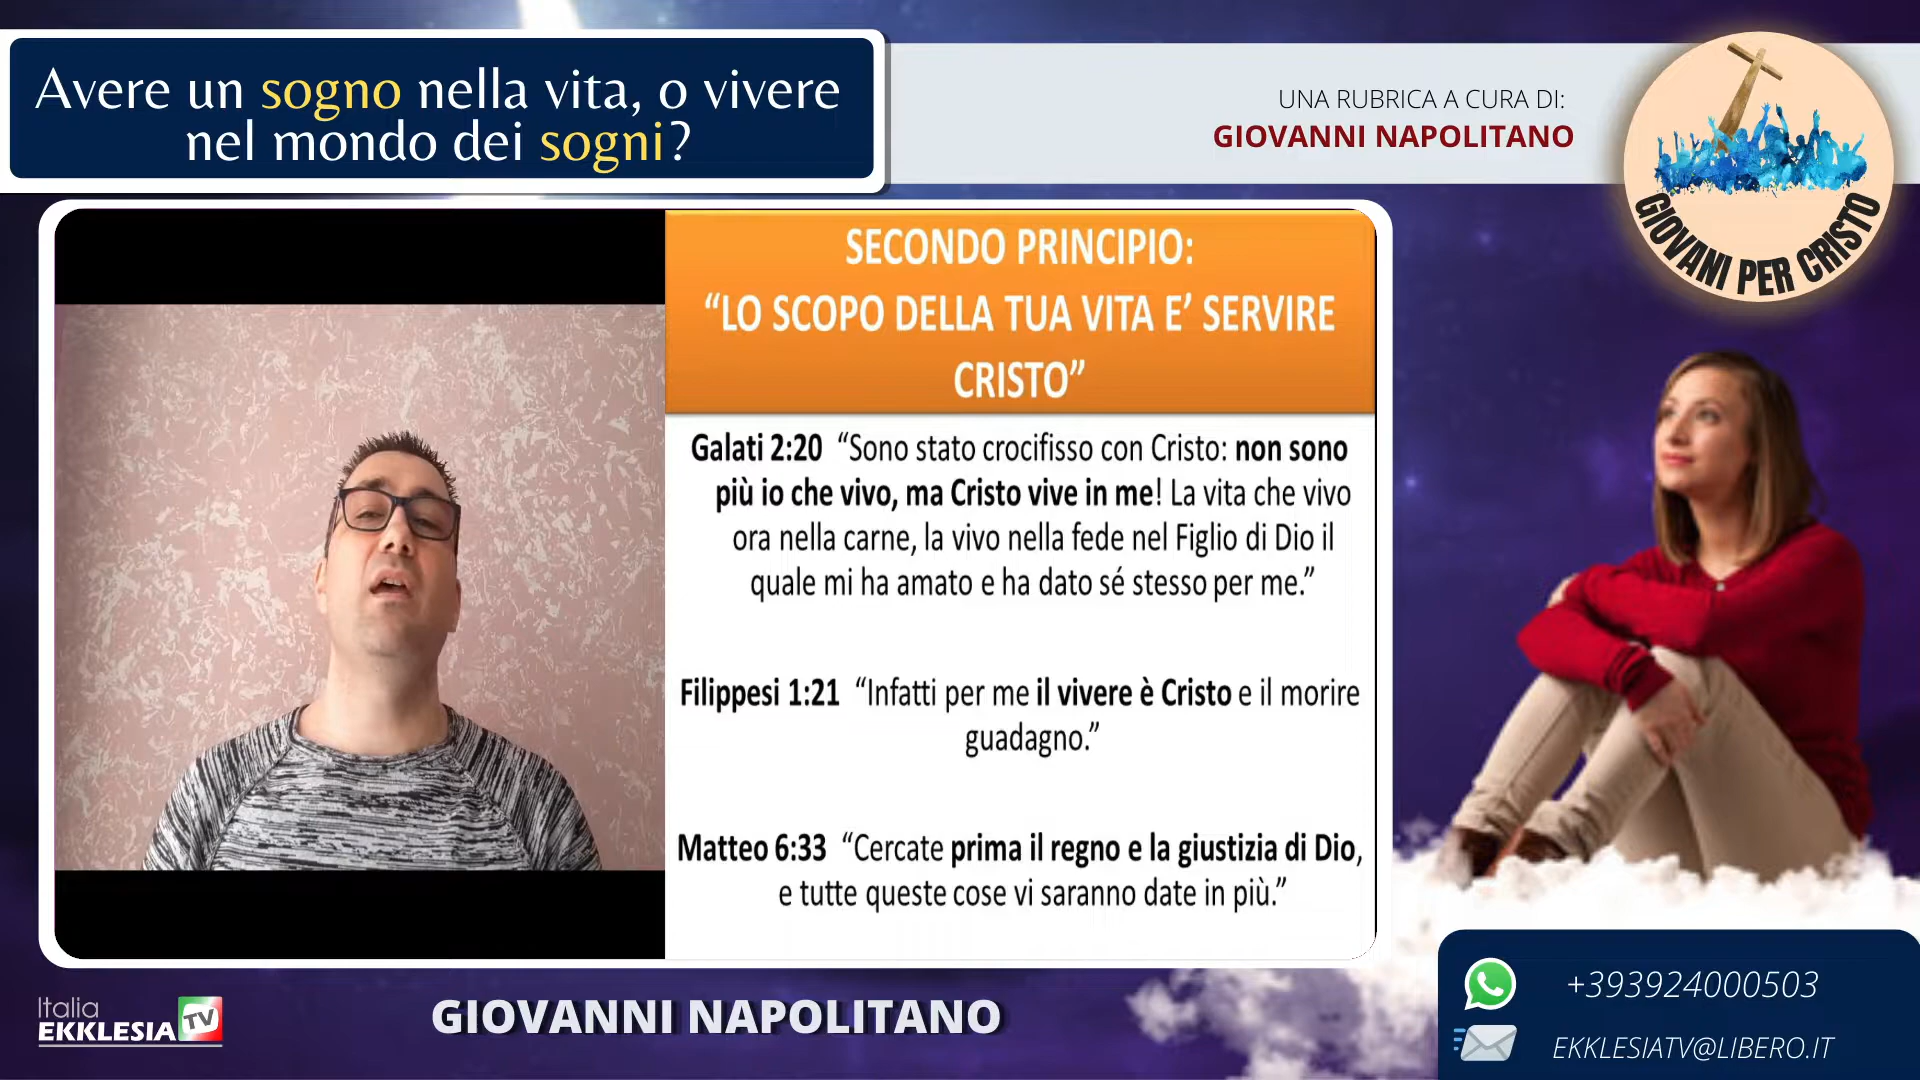 Avere un sogno nella vita, o vivere
nel mondo dei sogni?
UNA RUBRICA A CURA DI:
GIOVANNI NAPOLITANO
GIOVANI PER CRISTO
SECONDO PRINCIPIO:
“LO SCOPO DELLA TUA VITA E’ SERVIRE
CRISTO”
Galati 2:20 “Sono stato crocifisso con Cristo: non sono
più io che vivo, ma Cristo vive in me! La vita che vivo
ora nella carne, la vivo nella fede nel Figlio di Dio il
quale mi ha amato e ha dato sé stesso per me.”
Filippesi 1:21 “Infatti per me il vivere è Cristo e il morire
guadagno.”
Matteo 6:33 “Cercate prima il regno e la giustizia di Dio,
e tutte queste cose vi saranno date in più.”
Italia
EKKLESIA TV
GIOVANNI NAPOLITANO
+393924000503
EKKLESIATV@LIBERO.IT